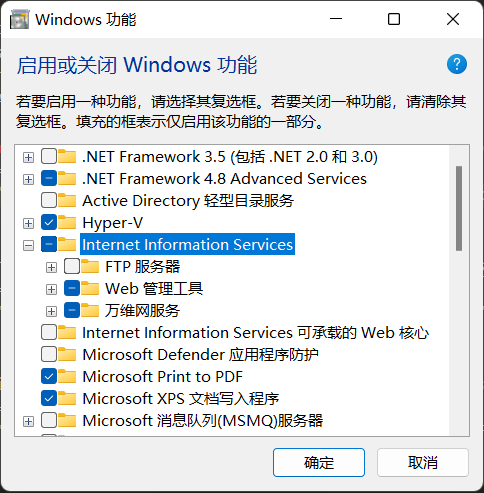 Windows 功能
启用或关闭 Windows 功能
?
若要启用一种功能，请选择其复选框。若要关闭一种功能，请清除其
复选框。填充的框表示仅启用该功能的一部分。
.NET Framework 3.5 (包括 .NET 2.0 和 3.0)
.NET Framework 4.8 Advanced Services
Active Directory 轻型目录服务
Hyper-V
Internet Information Services
FTP 服务器
Web 管理工具
万维网服务
Internet Information Services 可承载的 Web 核心
Microsoft Defender 应用程序防护
Microsoft Print to PDF
Microsoft XPS 文档写入程序
Microsoft 消息队列(MSMQ)服务器
确定
取消